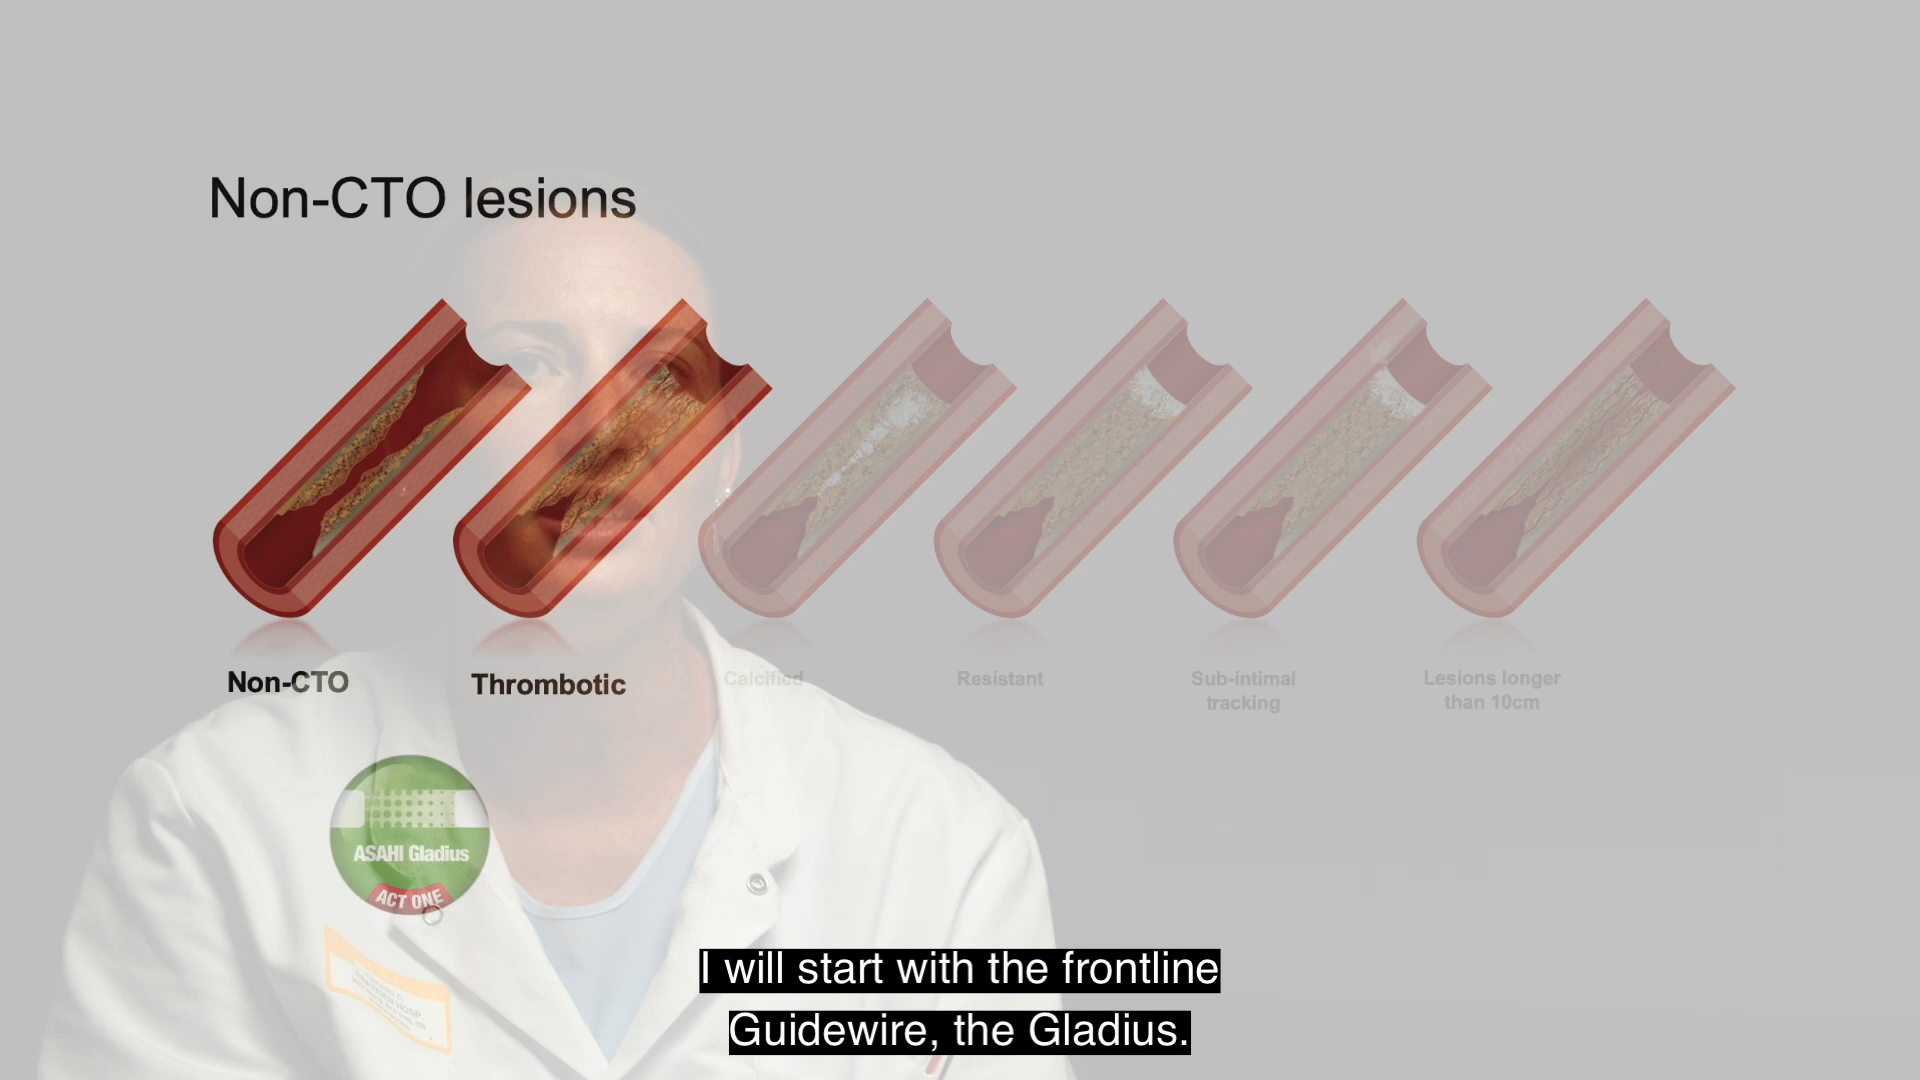 Non-CTO lesions
Non-CTO
Thrombotic
Calcified
Resistant
Sub-intimal
tracking
Lesions longer
than 10cm
ASAHI Gladius
ACT ONE
I will start with the frontline
Guidewire, the Gladius.